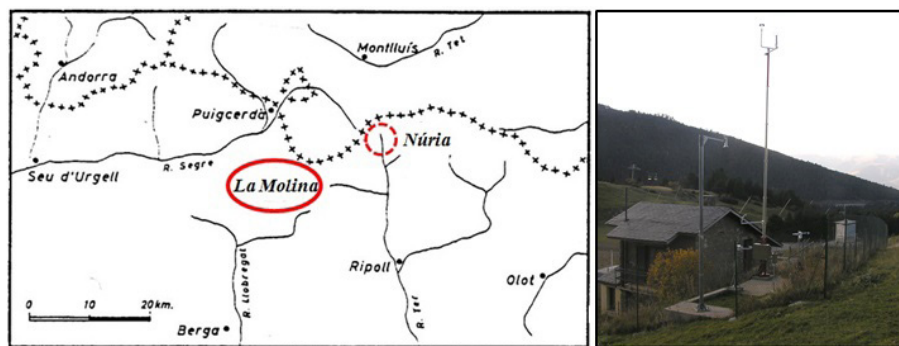 Andorra
Montlluís
R. Tet
Puigcerdà
Núria
R. Segre
Seu d'Urgell
La Molina
R. Llobregat
Ripoll
Olot
R. Ter
0 10 20 km.
Berga